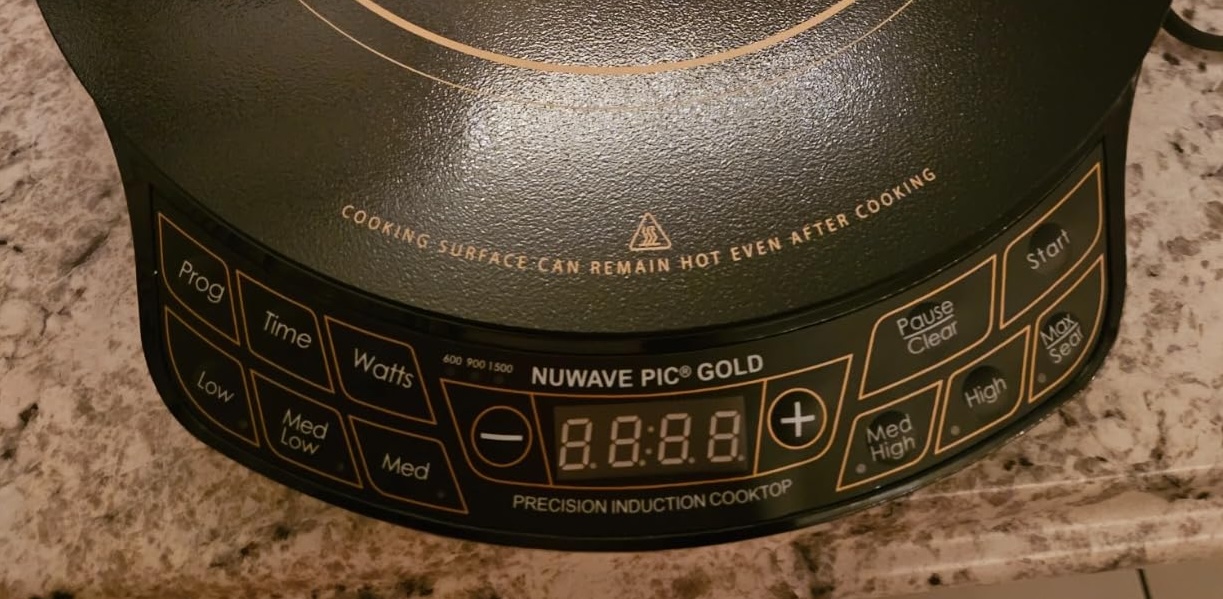 COOKING SURFACE CAN REMAIN HOT EVEN AFTER COOKING
Prog
Time
Watts
600 900 1500
NUWAVE PIC® GOLD
Pause
Clear
Start
Low
Med
Low
Med
−
8.8:8.8.
+
Med
High
High
Max
Sear
PRECISION INDUCTION COOKTOP